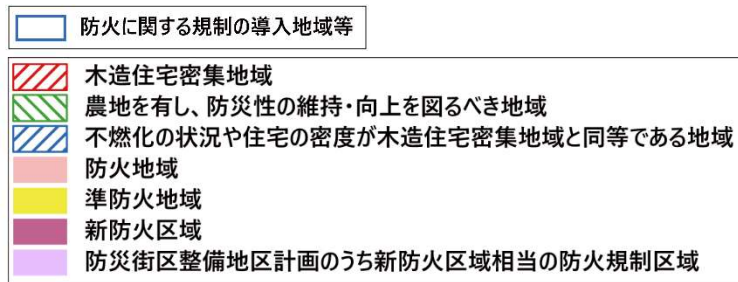 防火に関する規制の導入地域等
木造住宅密集地域
農地を有し、防災性の維持・向上を図るべき地域
不燃化の状況や住宅の密度が木造住宅密集地域と同等である地域
防火地域
準防火地域
新防火区域
防災街区整備地区計画のうち新防火区域相当の防火規制区域